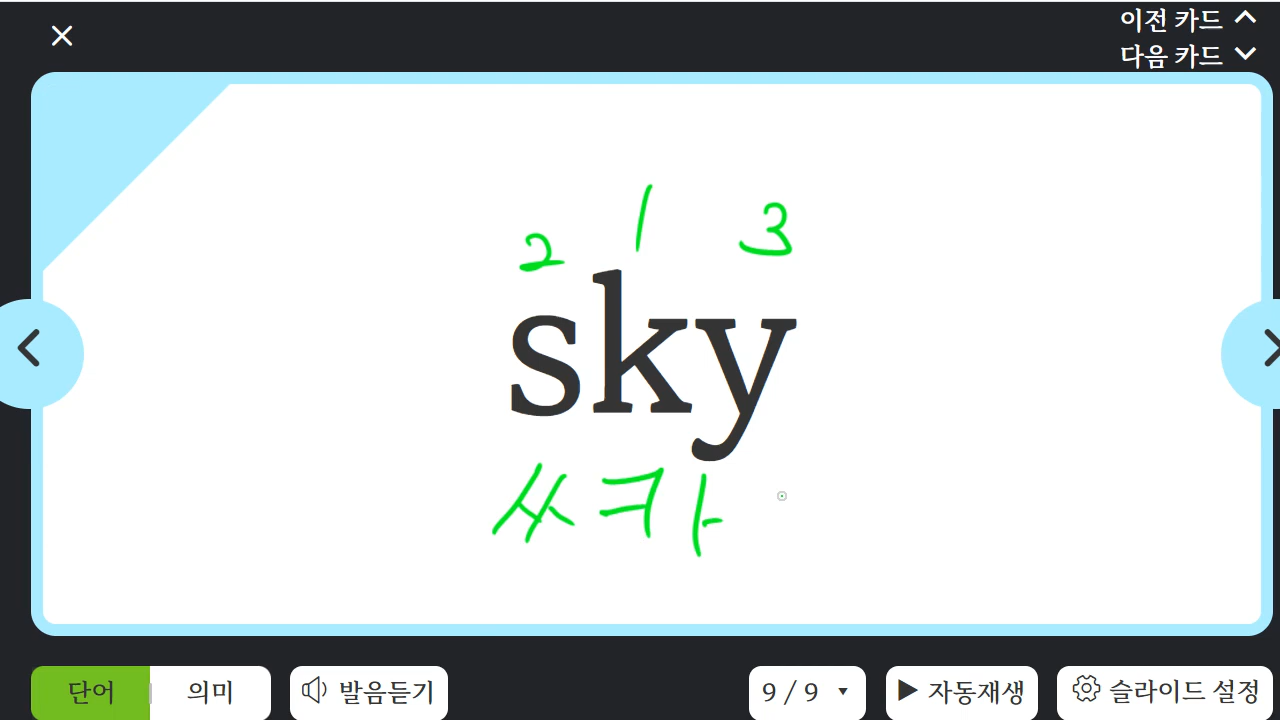 이전 카드
다음 카드
2 1 3
sky
ㅆ카
단어 의미 발음듣기 9 / 9 자동재생 슬라이드 설정